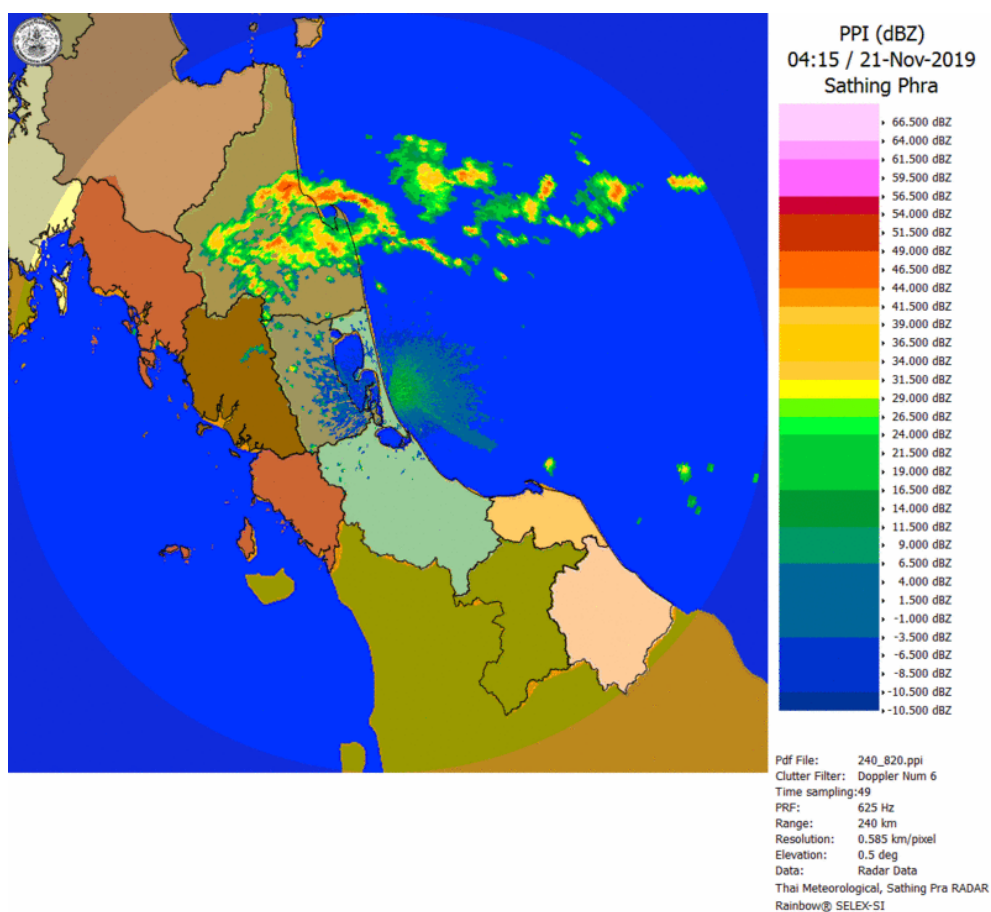 PPI (dBZ)
04:15 / 21-Nov-2019
Sathing Phra
66.500 dBZ
64.000 dBZ
61.500 dBZ
59.500 dBZ
56.500 dBZ
54.000 dBZ
51.500 dBZ
49.000 dBZ
46.500 dBZ
44.000 dBZ
41.500 dBZ
39.000 dBZ
36.500 dBZ
34.000 dBZ
31.500 dBZ
29.000 dBZ
26.500 dBZ
24.000 dBZ
21.500 dBZ
19.000 dBZ
16.500 dBZ
14.000 dBZ
11.500 dBZ
9.000 dBZ
6.500 dBZ
4.000 dBZ
1.500 dBZ
-1.000 dBZ
-3.500 dBZ
-6.500 dBZ
-8.500 dBZ
-10.500 dBZ
-10.500 dBZ
Pdf File: 240_820.ppi
Clutter Filter: Doppler Num 6
Time sampling:49
PRF: 625 Hz
Range: 240 km
Resolution: 0.585 km/pixel
Elevation: 0.5 deg
Data: Radar Data
Thai Meteorological, Sathing Pra RADAR
Rainbow® SELEX-SI